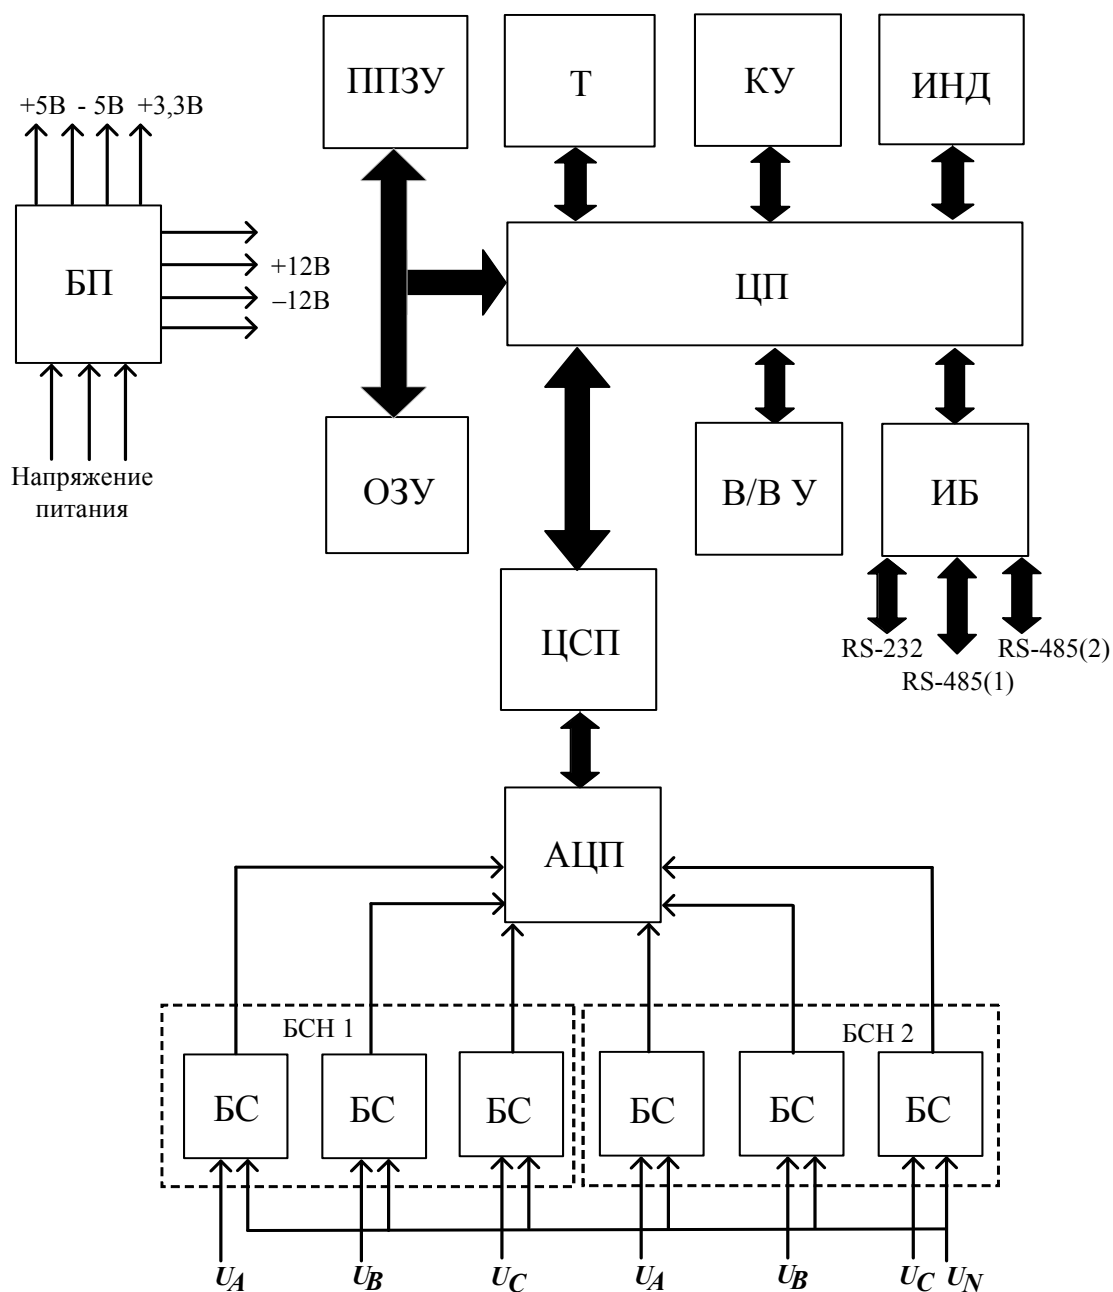 ППЗУ
Т
КУ
ИНД
+5В - 5В +3,3В
БП
+12В
–12В
ЦП
Напряжение
питания
ОЗУ
В/В У
ИБ
RS-232
RS-485(2)
RS-485(1)
ЦСП
АЦП
БСН 1
БСН 2
БС БС БС БС БС БС
UA UB UC UA UB UC UN